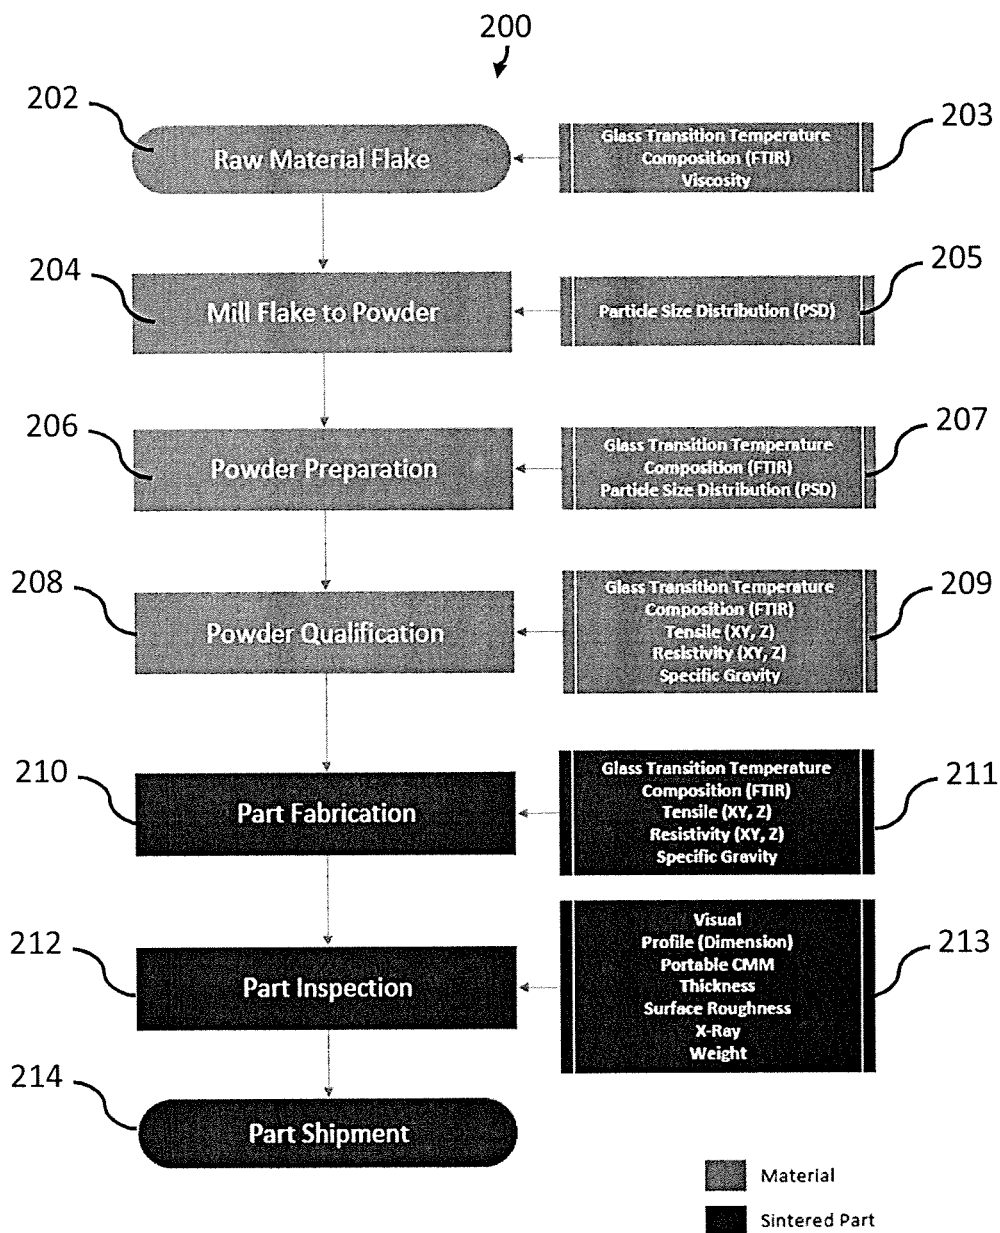 200
202
Raw Material Flake
Glass Transition Temperature
Composition (FTIR)
Viscosity
203
204
Mill Flake to Powder
Particle Size Distribution (PSD)
205
206
Powder Preparation
Glass Transition Temperature
Composition (FTIR)
Particle Size Distribution (PSD)
207
208
Powder Qualification
Glass Transition Temperature
Composition (FTIR)
Tensile (XY, Z)
Resistivity (XY, Z)
Specific Gravity
209
210
Part Fabrication
Glass Transition Temperature
Composition (FTIR)
Tensile (XY, Z)
Resistivity (XY, Z)
Specific Gravity
211
212
Part Inspection
Visual
Profile (Dimension)
Portable CMM
Thickness
Surface Roughness
X-Ray
Weight
213
214
Part Shipment
Material
Sintered Part